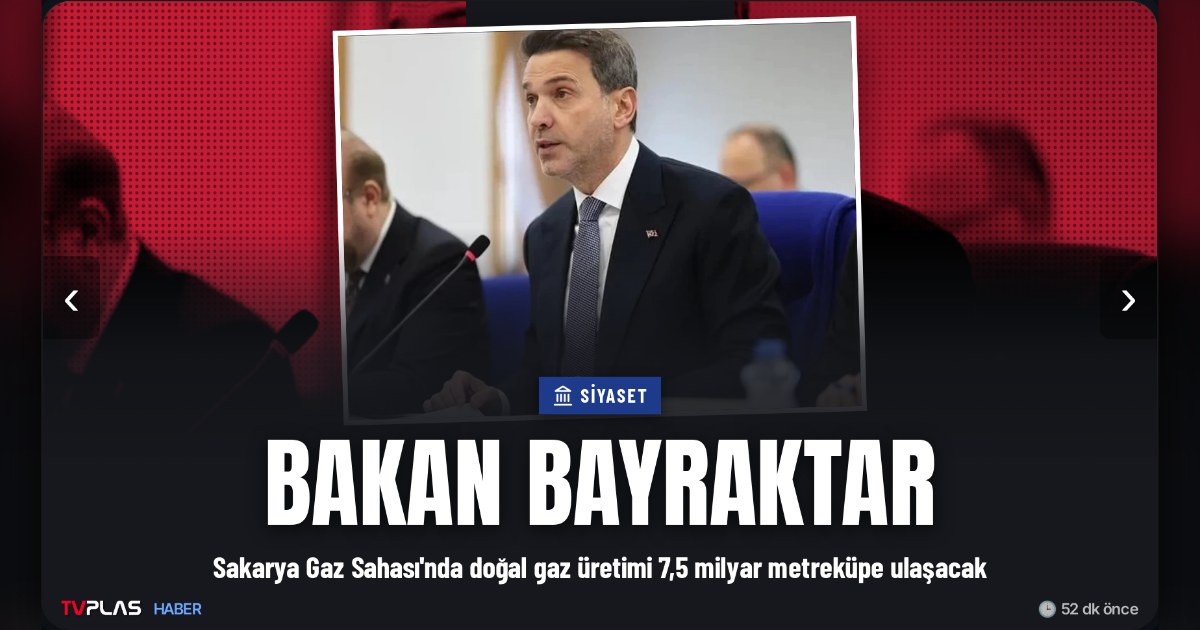 SİYASET
BAKAN BAYRAKTAR
Sakarya Gaz Sahası'nda doğal gaz üretimi 7,5 milyar metreküpe ulaşacak
TVPLAS HABER
52 dk önce